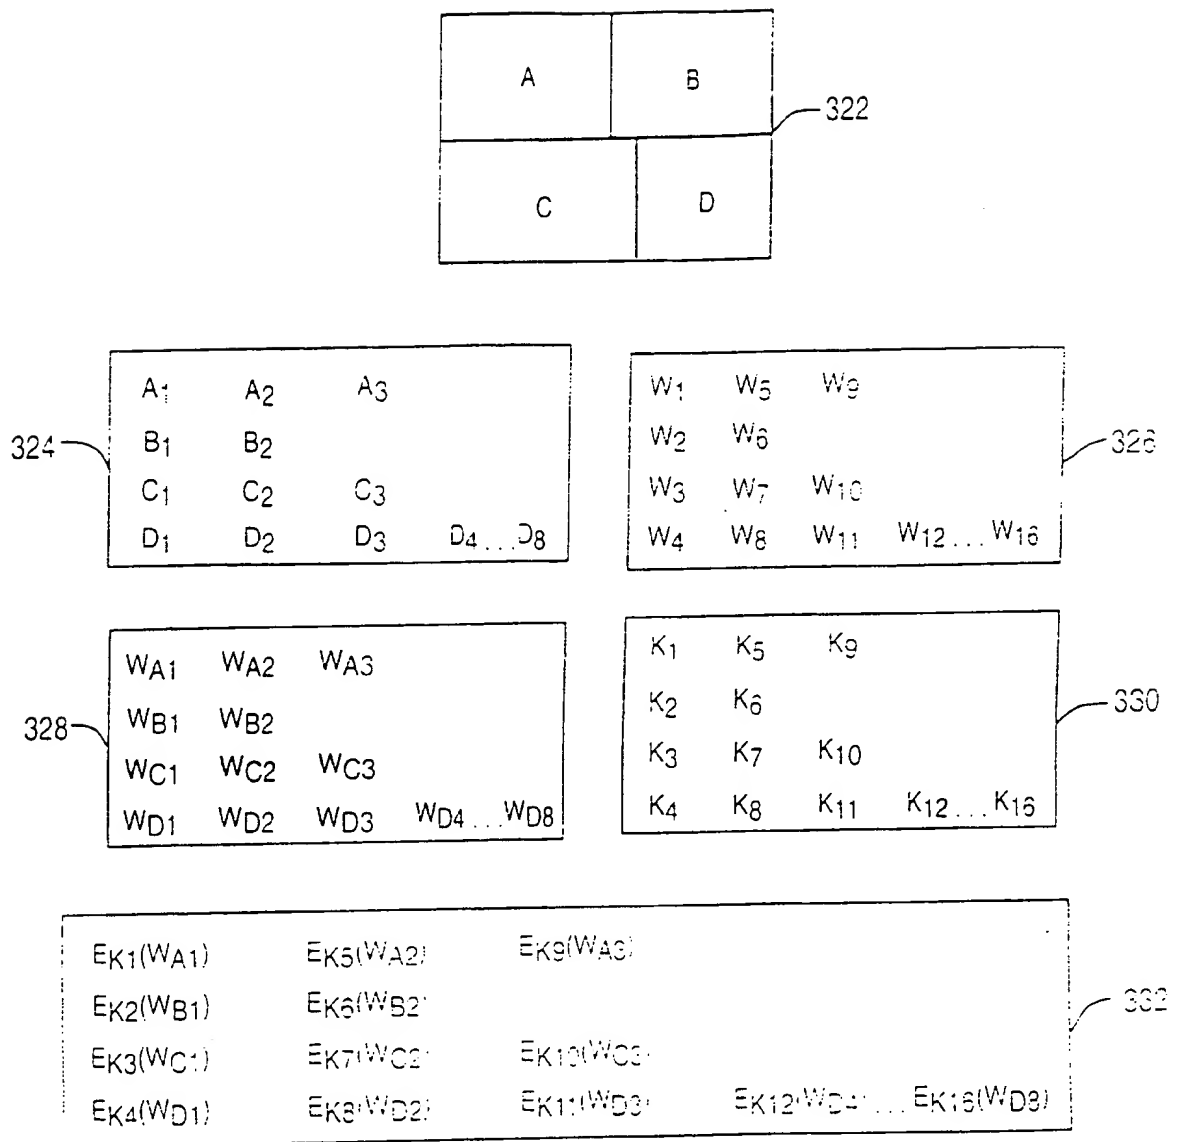 A B
322
C D
A1 A2 A3
B1 B2
324
C1 C2 C3
D1 D2 D3 D4...D8
W1 W5 W9
W2 W6
326
W3 W7 W10
W4 W8 W11 W12...W16
WA1 WA2 WA3
WB1 WB2
328
WC1 WC2 WC3
WD1 WD2 WD3 WD4...WD8
K1 K5 K9
K2 K6
330
K3 K7 K10
K4 K8 K11 K12...K16
EK1(WA1) EK5(WA2) EK9(WA3)
EK2(WB1) EK6(WB2)
332
EK3(WC1) EK7(WC2) EK10(WC3)
EK4(WD1) EK8(WD2) EK11(WD3) EK12(WD4)...EK16(WD8)